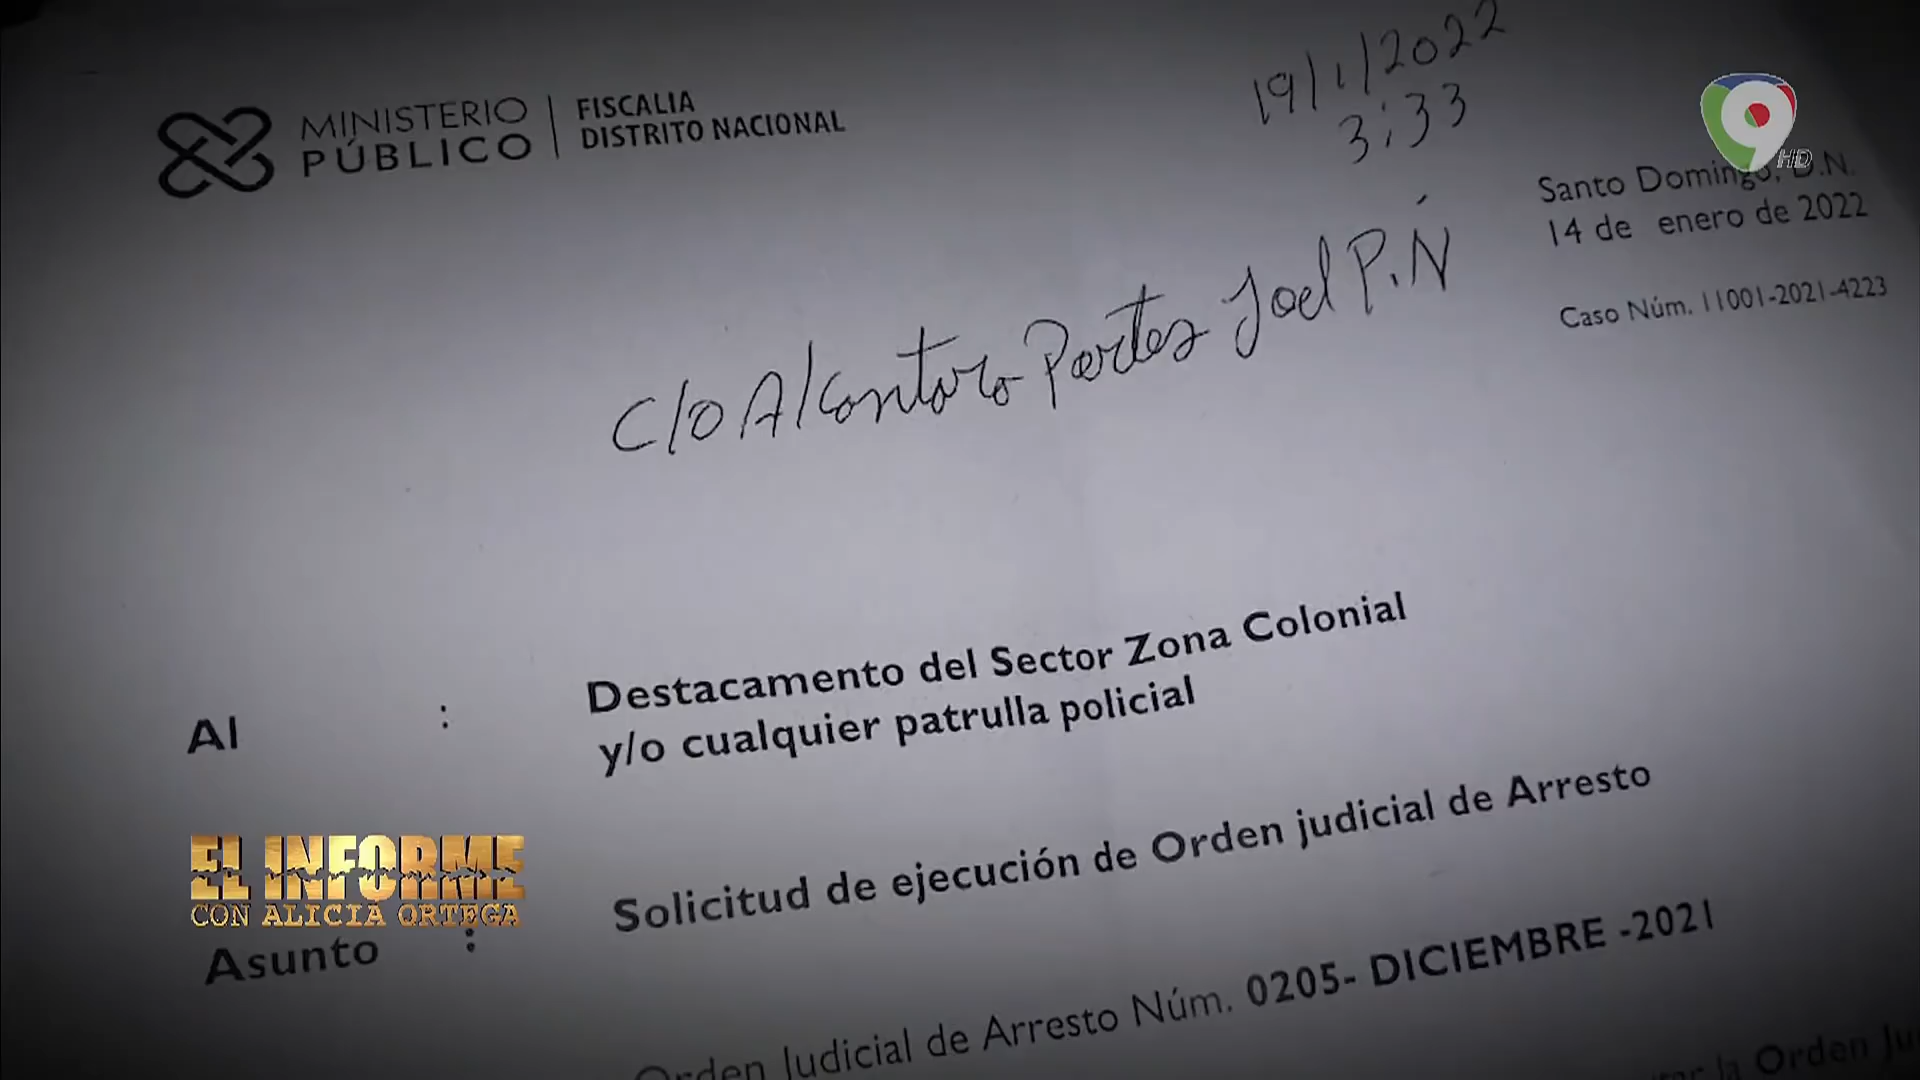 19/1/2022
3:33
MINISTERIO PÚBLICO | FISCALIA DISTRITO NACIONAL
HD
Santo Domingo, D.N.
14 de enero de 2022
Caso Núm. 11001-2021-4223
C/O Alcantara Portes Joel P.N
Al : Destacamento del Sector Zona Colonial
y/o cualquier patrulla policial
EL INFORME
CON ALICIA ORTEGA
Asunto : Solicitud de ejecución de Orden judicial de Arresto
Orden Judicial de Arresto Núm. 0205- DICIEMBRE -2021
la Orden